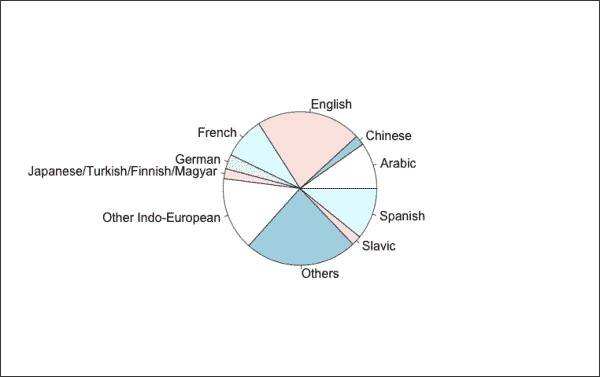 English
Chinese
French
Arabic
German
Japanese/Turkish/Finnish/Magyar
Other Indo-European
Spanish
Slavic
Others